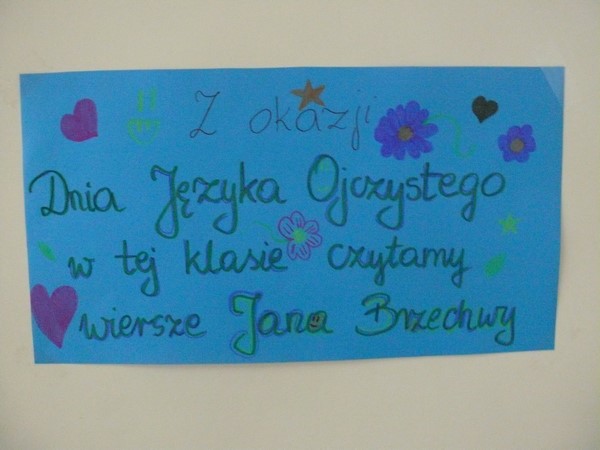 Z okazji
Dnia Języka Ojczystego
w tej klasie czytamy
wiersze Jana Brzechwy